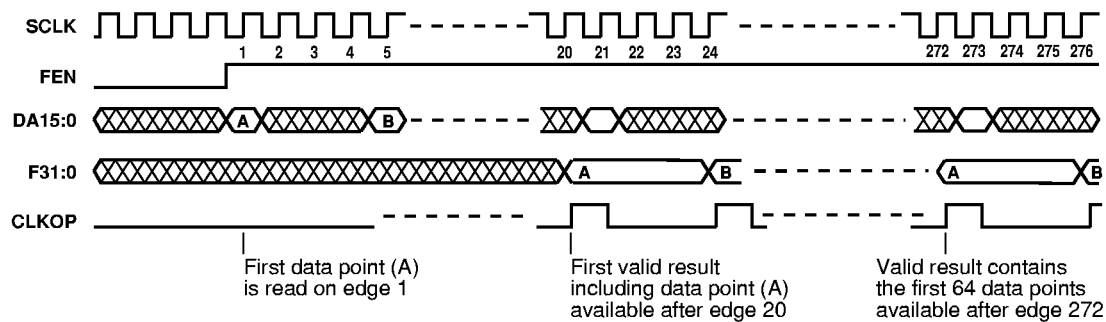 SCLK
1 2 3 4 5 20 21 22 23 24 272 273 274 275 276
FEN
DA15:0 A B
F31:0 A B A B
CLKOP
First data point (A)
is read on edge 1
First valid result
including data point (A)
available after edge 20
Valid result contains
the first 64 data points
available after edge 272